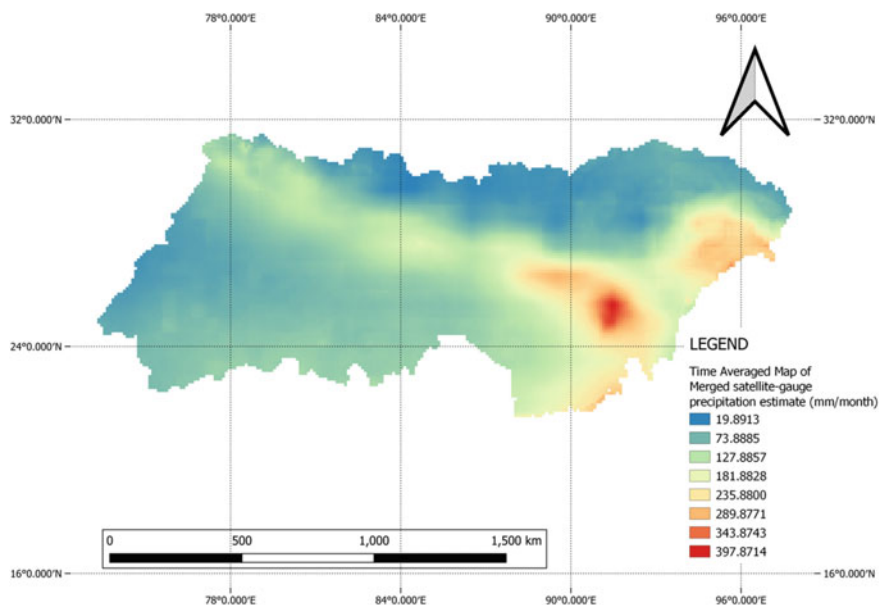 78°0.000'E 84°0.000'E 90°0.000'E 96°0.000'E
32°0.000'N 32°0.000'N
24°0.000'N
LEGEND
Time Averaged Map of
Merged satellite-gauge
precipitation estimate (mm/month)
19.8913
73.8885
127.8857
181.8828
235.8800
289.8771
343.8743
397.8714
0 500 1,000 1,500 km
16°0.000'N 16°0.000'N
78°0.000'E 84°0.000'E 90°0.000'E 96°0.000'E